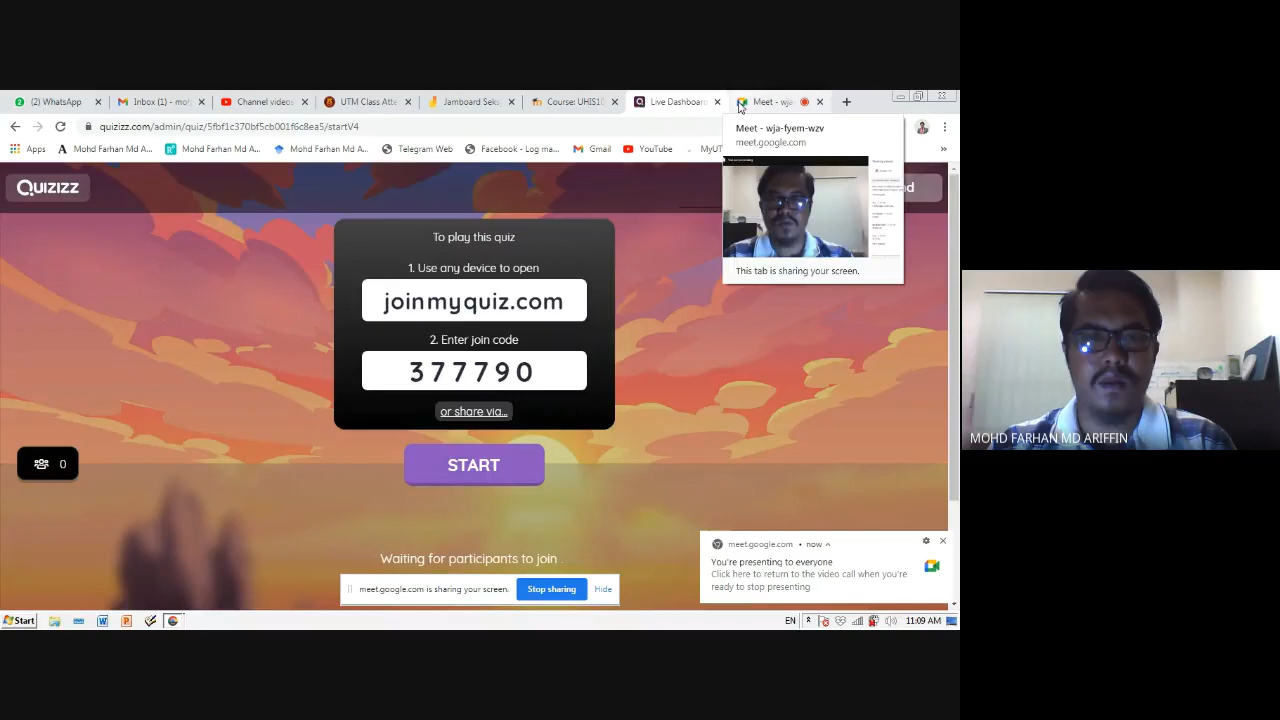 (2) WhatsApp
Inbox (1) - moh
Channel videos
UTM Class Atte
Jamboard Seks
Course: UHIS10
Live Dashboard
Meet - wja
quizizz.com/admin/quiz/5fbf1c370bf5cb001f6c8ea5/startV4
Apps
Mohd Farhan Md A...
Mohd Farhan Md A...
Mohd Farhan Md A...
Telegram Web
Facebook - Log ma...
Gmail
YouTube
MyUT
Meet - wja-fyem-wzv
meet.google.com
This tab is sharing your screen.
Quizizz
nd
To play this quiz
1. Use any device to open
joinmyquiz.com
2. Enter join code
377790
or share via...
START
0
Waiting for participants to join
meet.google.com is sharing your screen.
Stop sharing
Hide
meet.google.com • now
You're presenting to everyone
Click here to return to the video call when you're
ready to stop presenting
Start
EN
11:09 AM
MOHD FARHAN MD ARIFFIN